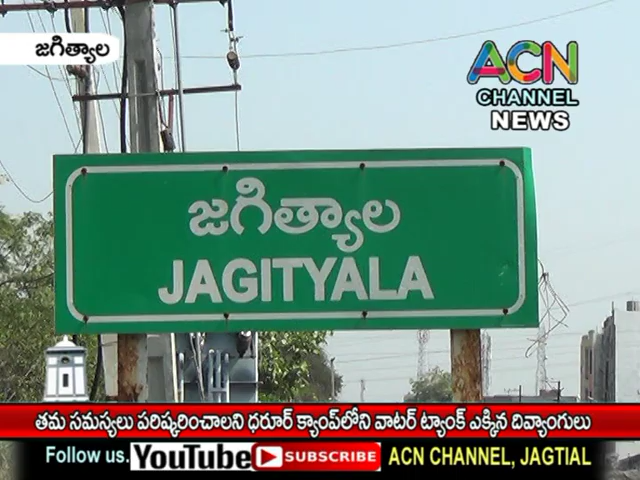 జగిత్యాల
ACN
CHANNEL
NEWS
జగిత్యాల
JAGITYALA
తమ సమస్యలు పరిష్కరించాలని ధరూర్ క్యాంప్‌లోని వాటర్ ట్యాంక్ ఎక్కిన దివ్యాంగులు
Follow us. YouTube SUBSCRIBE ACN CHANNEL, JAGTIAL